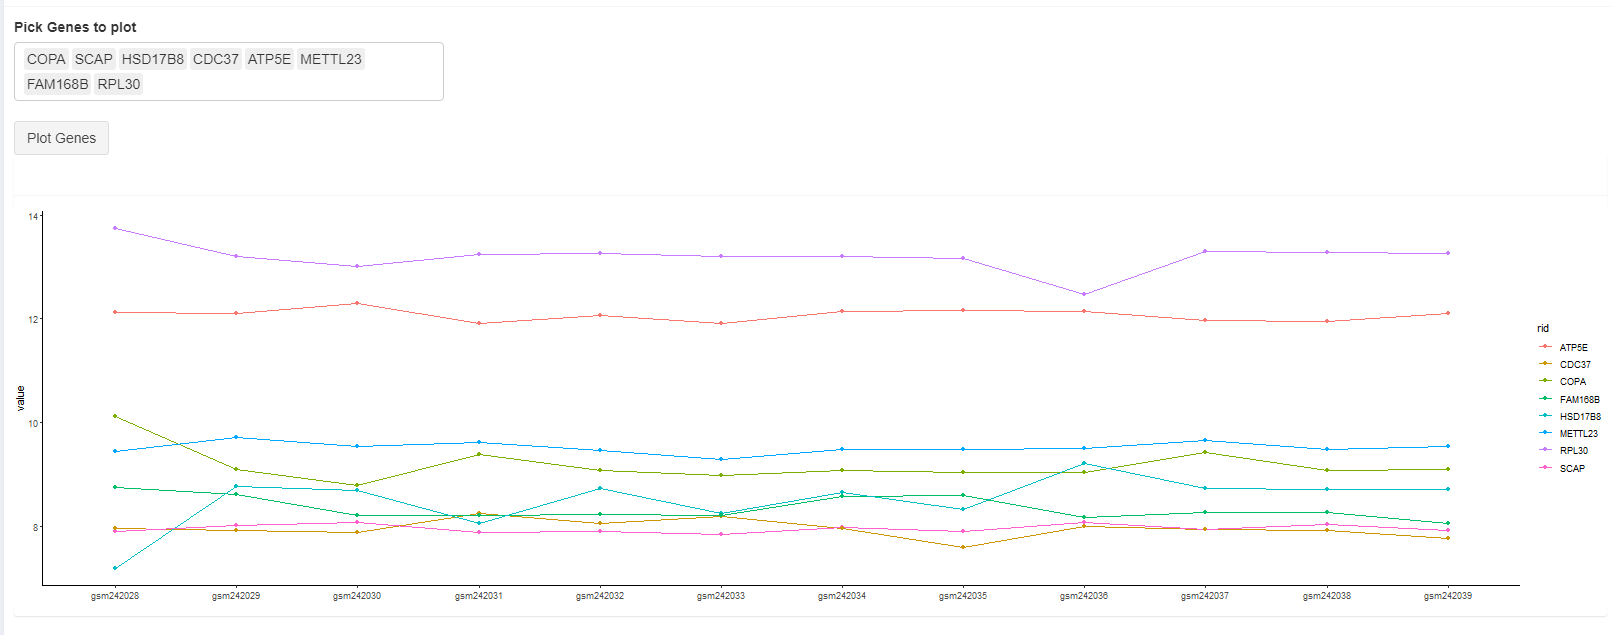 Pick Genes to plot
COPA SCAP HSD17B8 CDC37 ATP5E METTL23
FAM168B RPL30
Plot Genes
14
12
10
8
value
gsm242028 gsm242029 gsm242030 gsm242031 gsm242032 gsm242033 gsm242034 gsm242035 gsm242036 gsm242037 gsm242038 gsm242039
rid
ATP5E
CDC37
COPA
FAM168B
HSD17B8
METTL23
RPL30
SCAP